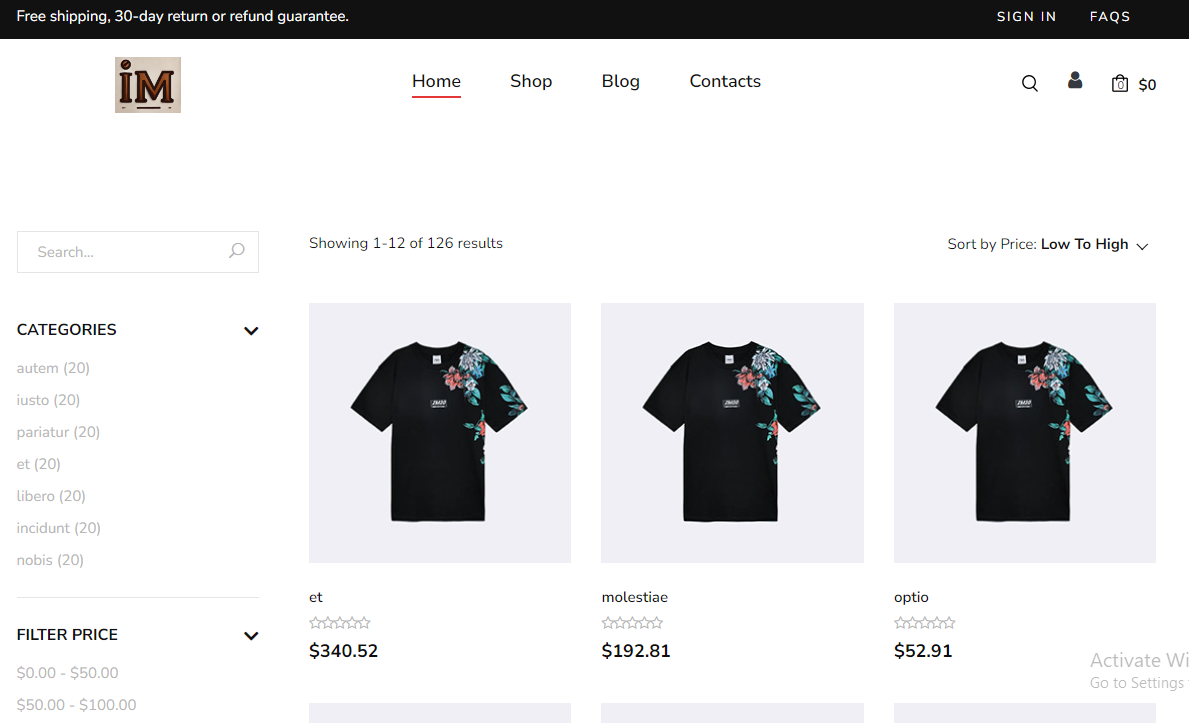 Free shipping, 30-day return or refund guarantee.
SIGN IN FAQS
iM
Home Shop Blog Contacts
0 $0
Search...
Showing 1-12 of 126 results
Sort by Price: Low To High
CATEGORIES
autem (20)
iusto (20)
pariatur (20)
et (20)
libero (20)
incidunt (20)
nobis (20)
FILTER PRICE
$0.00 - $50.00
$50.00 - $100.00
et
$340.52
molestiae
$192.81
optio
$52.91
Activate Wi
Go to Settings